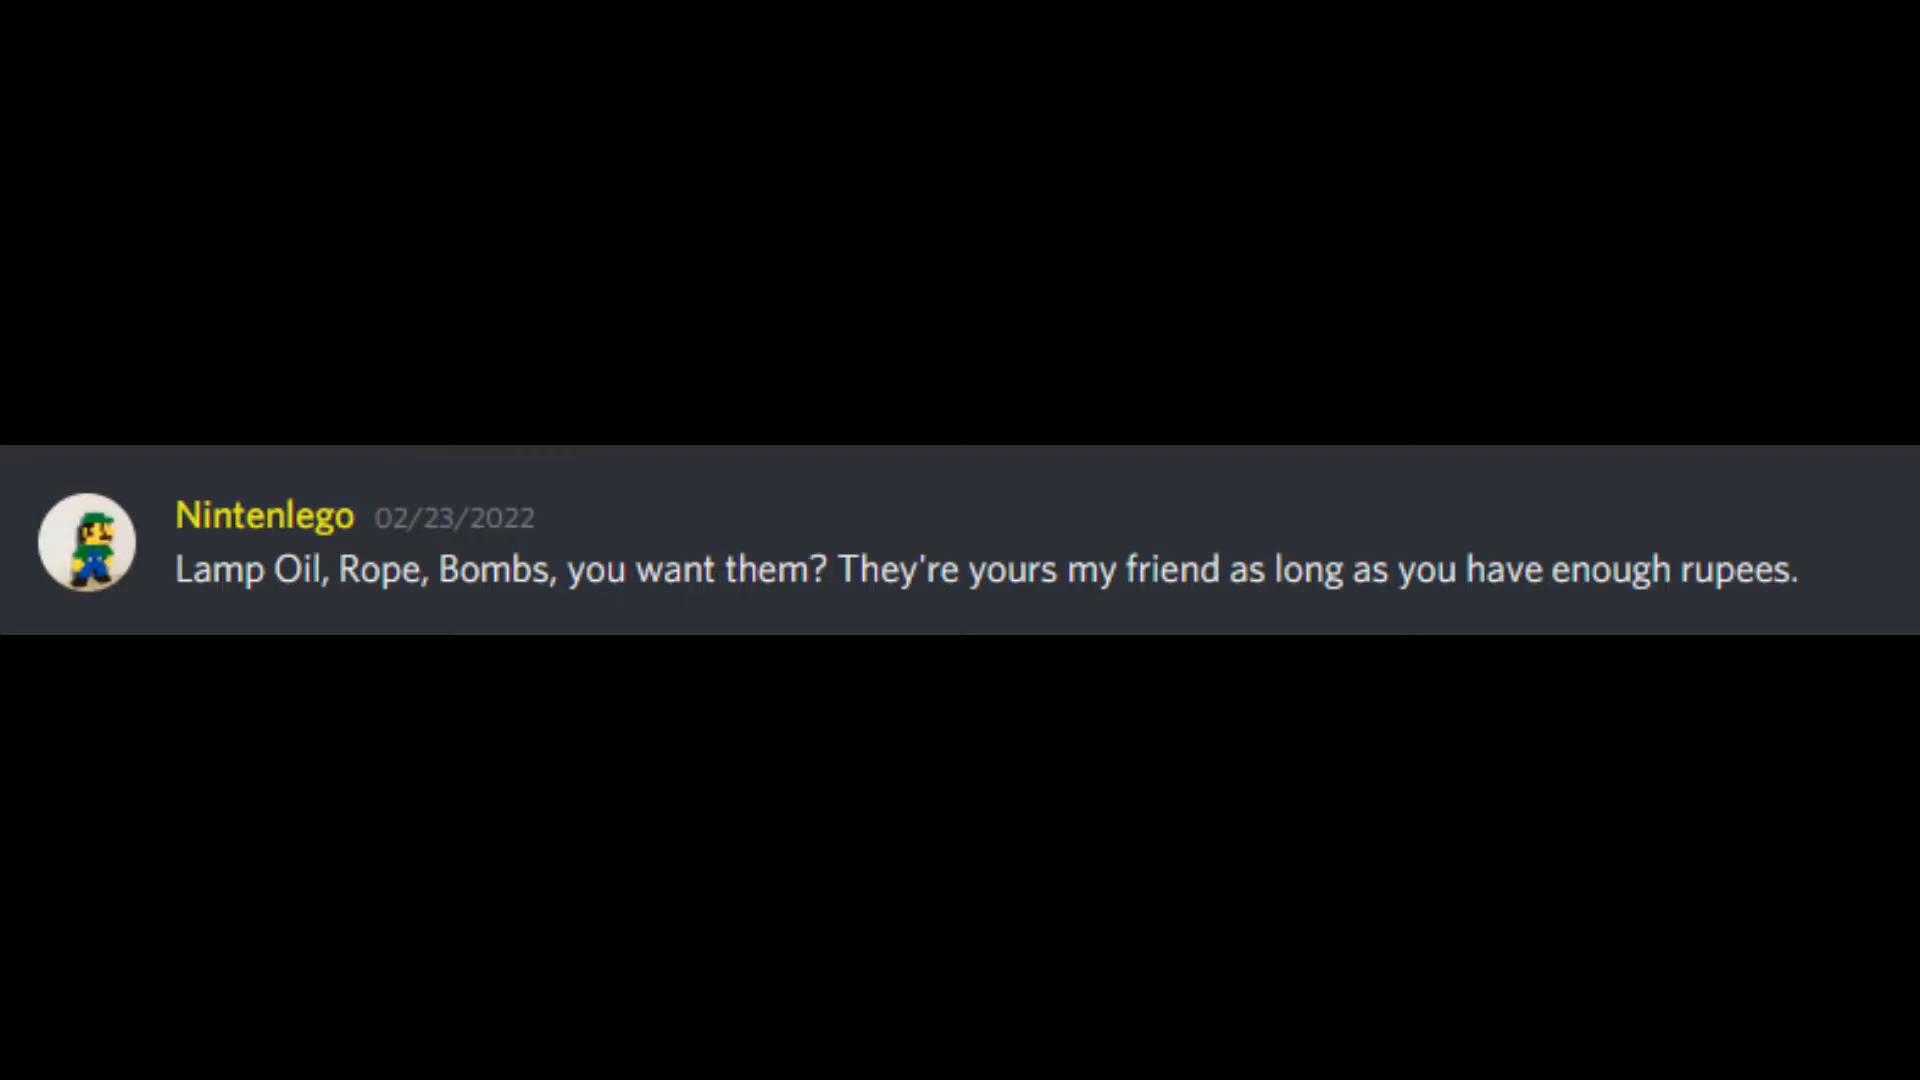 Nintenlego 02/23/2022
Lamp Oil, Rope, Bombs, you want them? They're yours my friend as long as you have enough rupees.